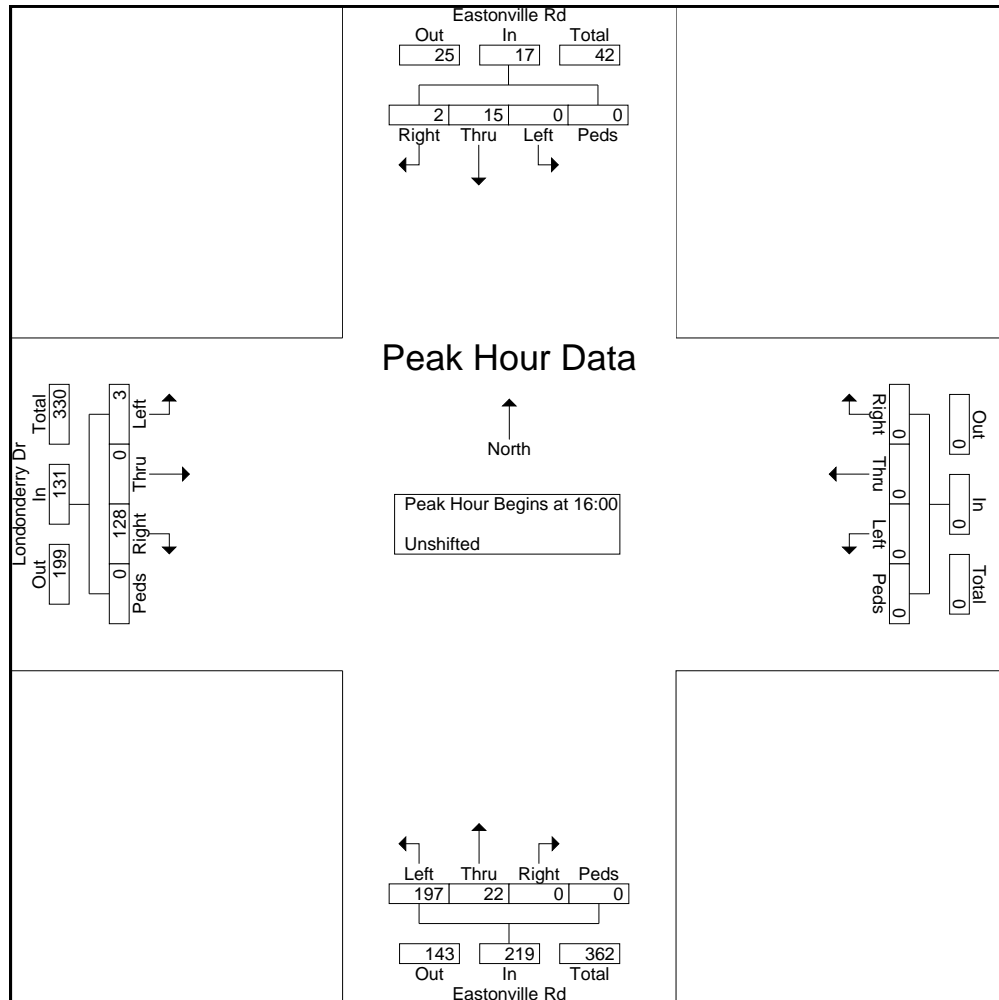 Eastonville Rd
Out In Total
25 17 42
2 15 0 0
Right Thru Left Peds
Peak Hour Data
North
Peak Hour Begins at 16:00
Unshifted
Londonderry Dr
Total In Out
330 131 199
3 0 128 0
Left Thru Right Peds
Right Thru Left Peds
0 0 0 0
Out In Total
0 0 0
Left Thru Right Peds
197 22 0 0
143 219 362
Out In Total
Eastonville Rd